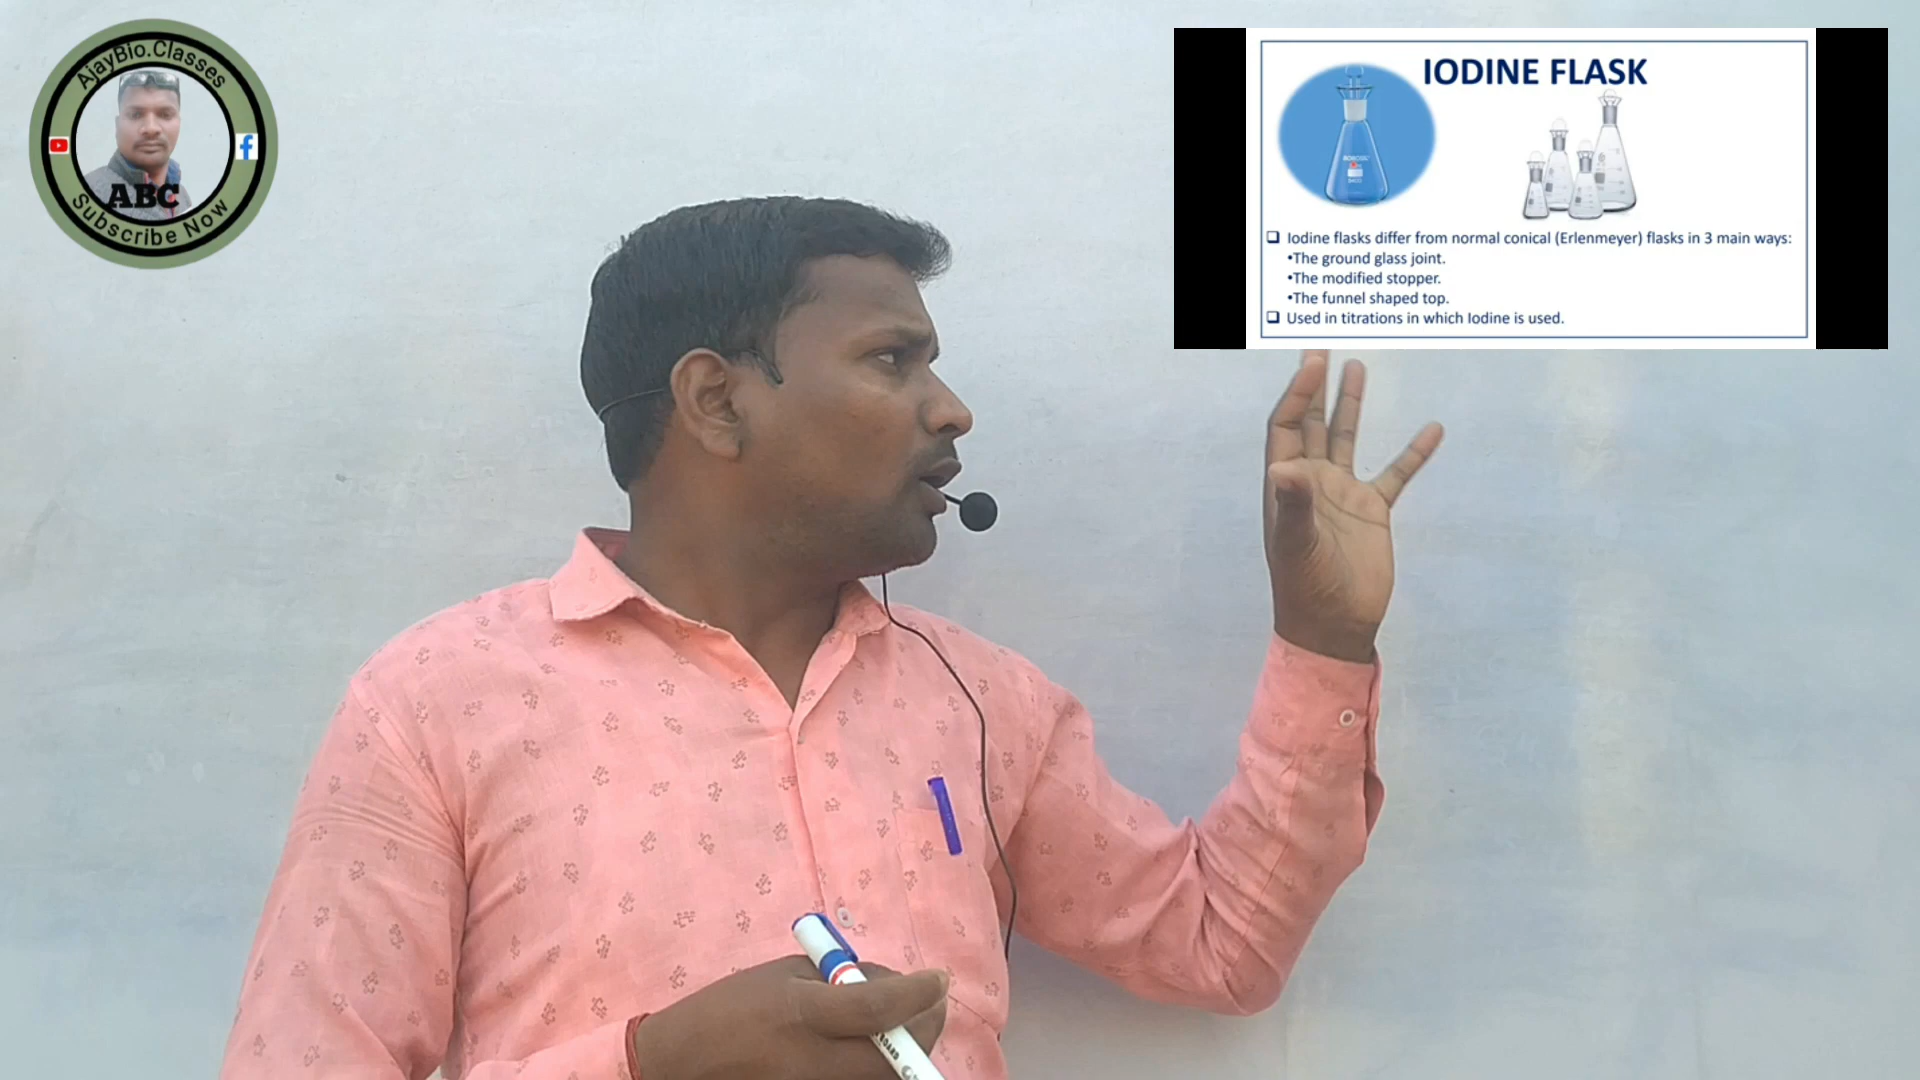 AjayBio.Classes
ABC
Subscribe Now
IODINE FLASK
BOROSIL
❑ Iodine flasks differ from normal conical (Erlenmeyer) flasks in 3 main ways:
•The ground glass joint.
•The modified stopper.
•The funnel shaped top.
❑ Used in titrations in which Iodine is used.